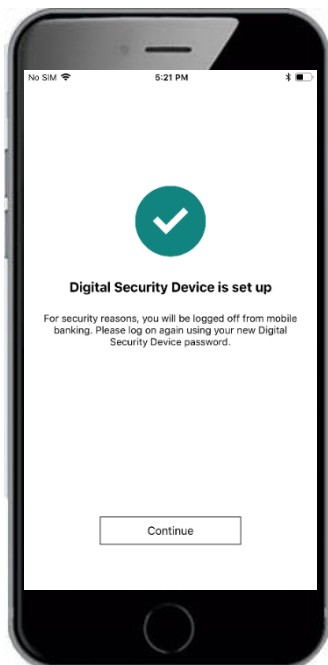 No SIM 5:21 PM
Digital Security Device is set up
For security reasons, you will be logged off from mobile
banking. Please log on again using your new Digital
Security Device password.
Continue